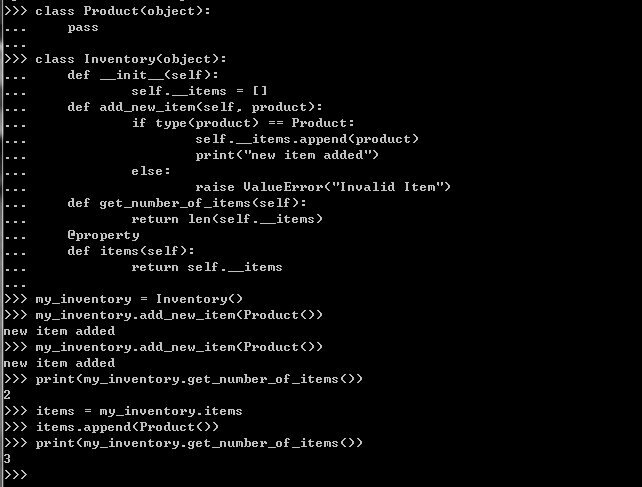 >>> class Product(object):
...     pass
...
>>> class Inventory(object):
...     def __init__(self):
...             self.__items = []
...     def add_new_item(self, product):
...             if type(product) == Product:
...                     self.__items.append(product)
...                     print("new item added")
...             else:
...                     raise ValueError("Invalid Item")
...     def get_number_of_items(self):
...             return len(self.__items)
...     @property
...     def items(self):
...             return self.__items
...
>>> my_inventory = Inventory()
>>> my_inventory.add_new_item(Product())
new item added
>>> my_inventory.add_new_item(Product())
new item added
>>> print(my_inventory.get_number_of_items())
2
>>> items = my_inventory.items
>>> items.append(Product())
>>> print(my_inventory.get_number_of_items())
3
>>>